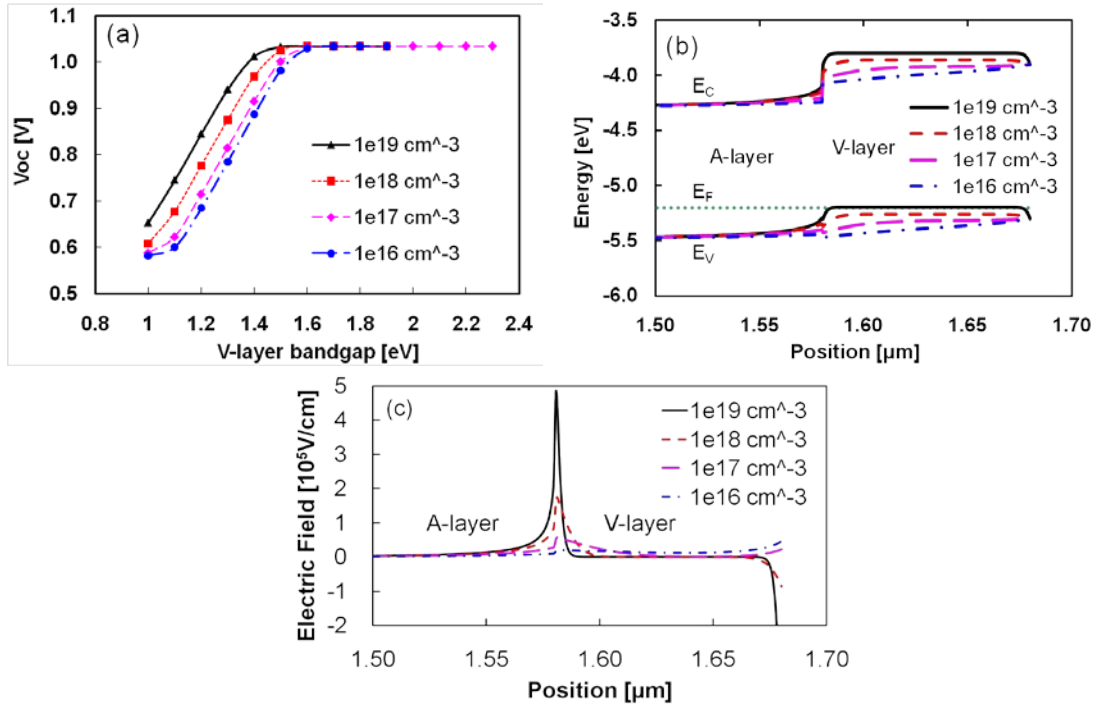 (a)
Voc [V]
1.1
1.0
0.9
0.8
0.7
0.6
0.5
1e19 cm^-3
1e18 cm^-3
1e17 cm^-3
1e16 cm^-3
0.8 1 1.2 1.4 1.6 1.8 2 2.2 2.4
V-layer bandgap [eV]
(b)
Energy [eV]
-3.5
-4.0
-4.5
-5.0
-5.5
-6.0
E_C
A-layer
V-layer
E_F
E_V
1e19 cm^-3
1e18 cm^-3
1e17 cm^-3
1e16 cm^-3
1.50 1.55 1.60 1.65 1.70
Position [µm]
(c)
Electric Field [10⁵V/cm]
5
4
3
2
1
0
-1
-2
1e19 cm^-3
1e18 cm^-3
1e17 cm^-3
1e16 cm^-3
A-layer
V-layer
1.50 1.55 1.60 1.65 1.70
Position [µm]